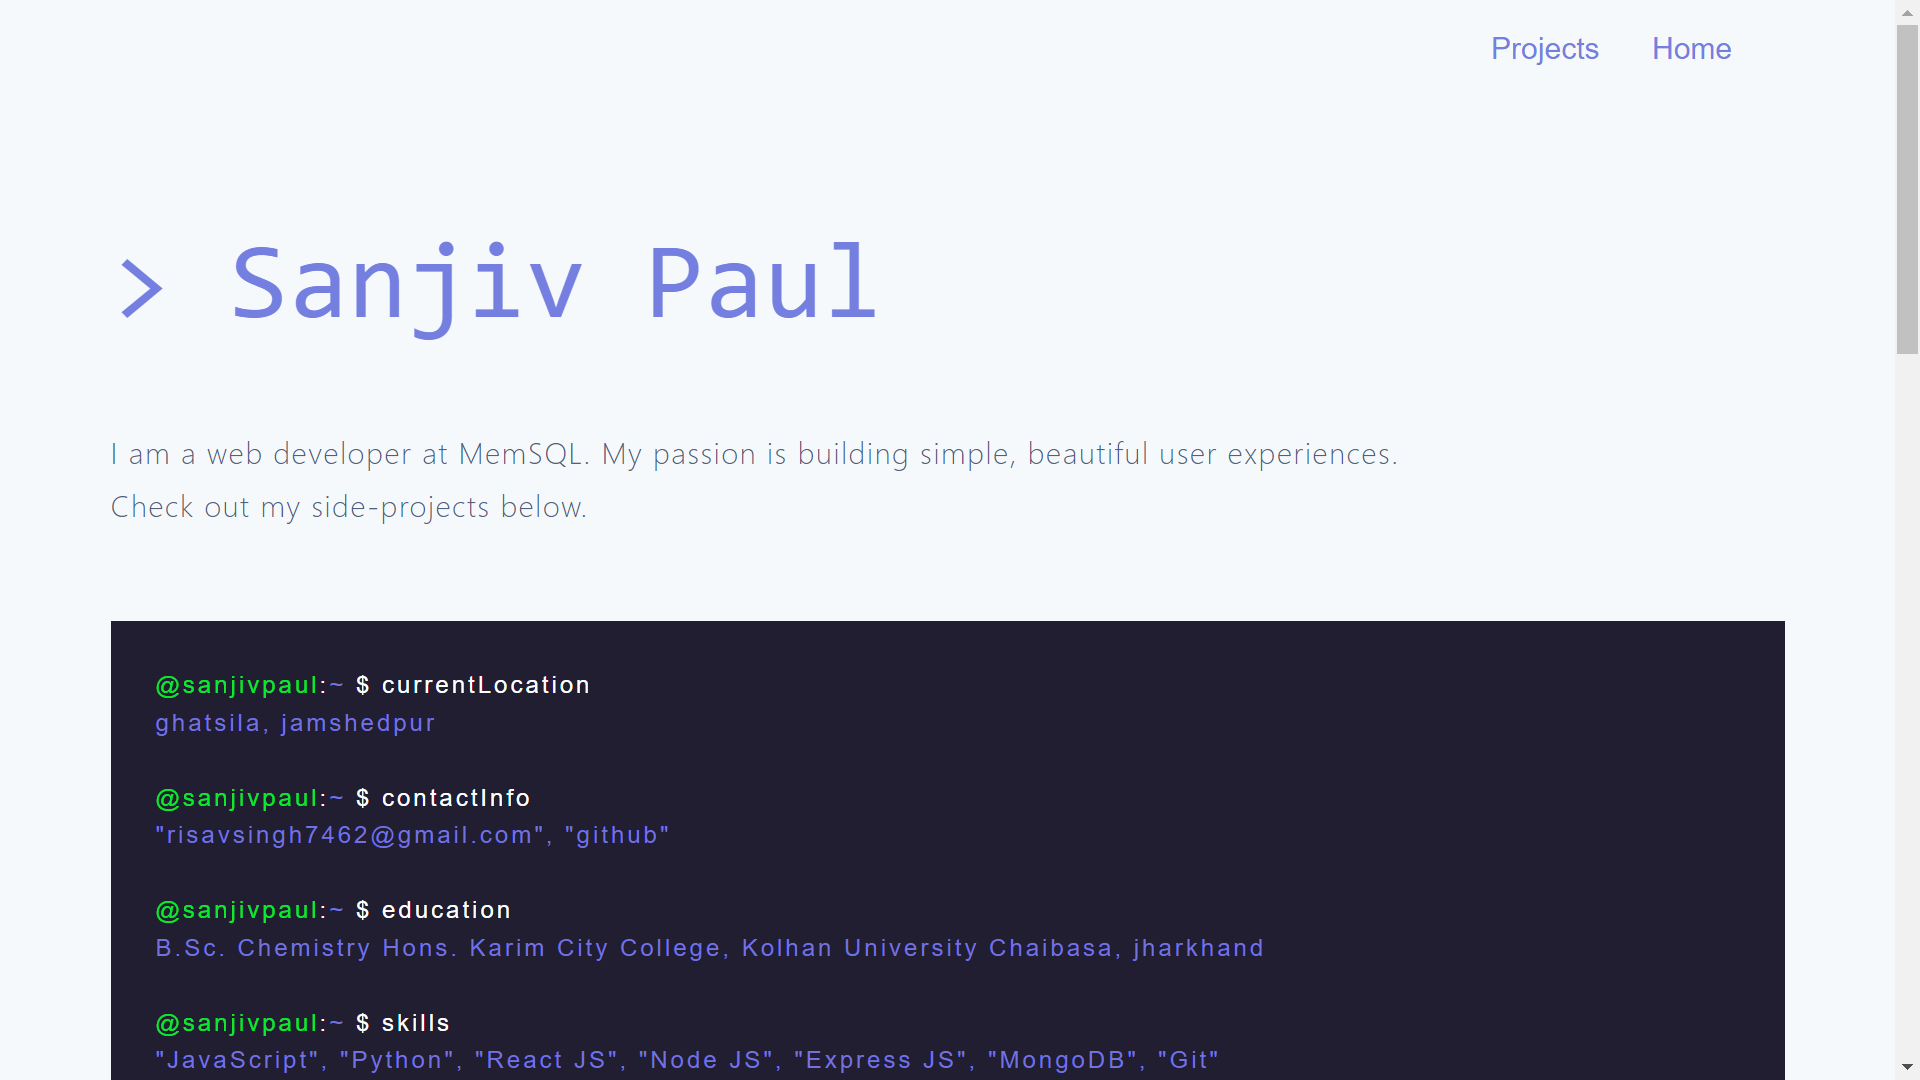 Projects Home
> Sanjiv Paul
I am a web developer at MemSQL. My passion is building simple, beautiful user experiences.
Check out my side-projects below.
@sanjivpaul:~ $ currentLocation
ghatsila, jamshedpur
@sanjivpaul:~ $ contactInfo
"risavsingh7462@gmail.com", "github"
@sanjivpaul:~ $ education
B.Sc. Chemistry Hons. Karim City College, Kolhan University Chaibasa, jharkhand
@sanjivpaul:~ $ skills
"JavaScript", "Python", "React JS", "Node JS", "Express JS", "MongoDB", "Git"